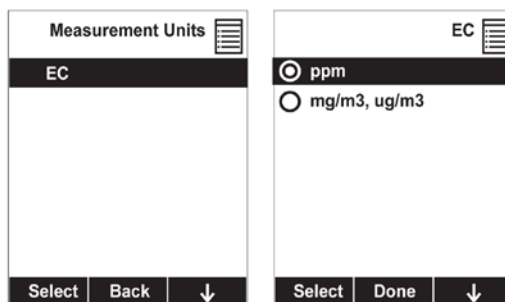 Measurement Units
EC
Select Back ↓
EC
ppm
mg/m3, ug/m3
Select Done ↓